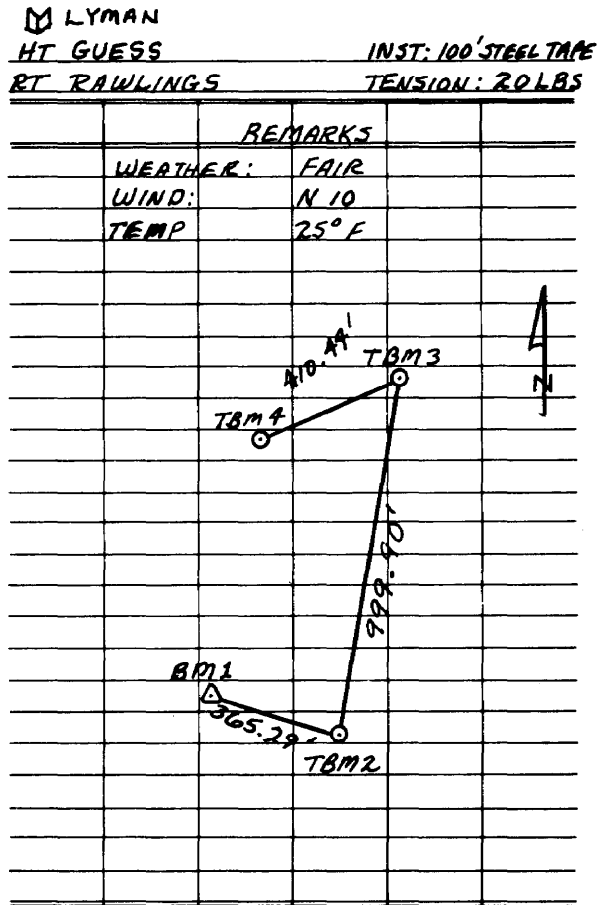 LYMAN
HT GUESS INST: 100' STEEL TAPE
RT RAWLINGS TENSION: 20 LBS
REMARKS
WEATHER: FAIR
WIND: N 10
TEMP 25° F
410.44'
TBM3
TBM4
N
999.90'
BM1
365.29
TBM2